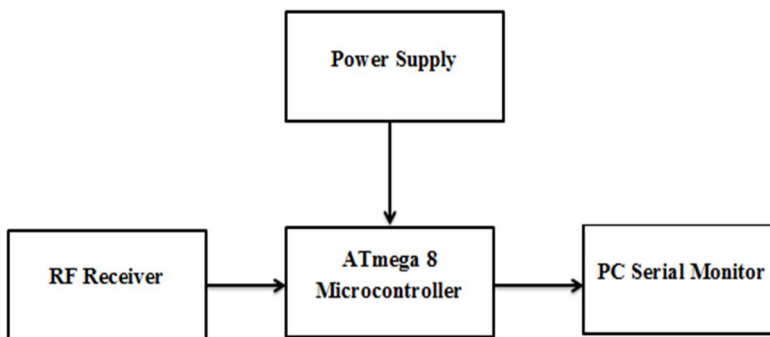 Power Supply
RF Receiver
ATmega 8
Microcontroller
PC Serial Monitor